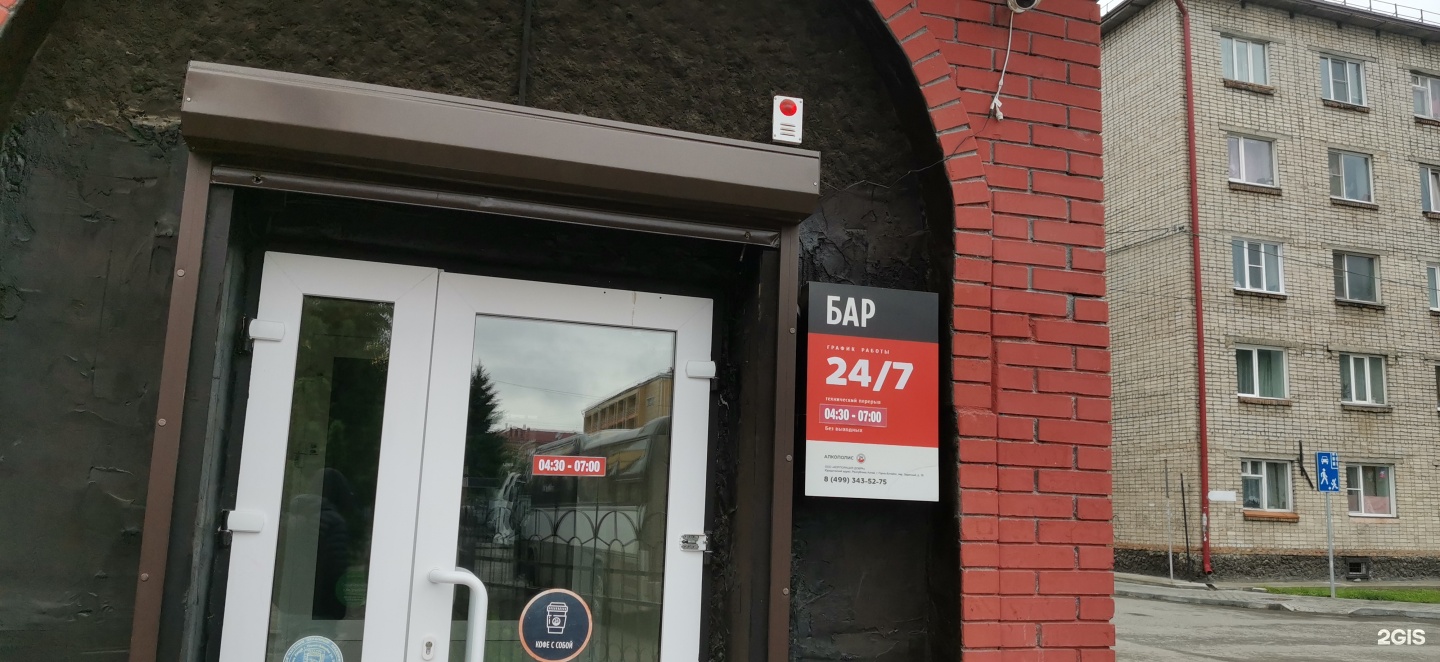 БАР
ГРАФИК РАБОТЫ
24/7
технический перерыв
04:30 - 07:00
Без выходных
АЛКОПОЛИС
8 (499) 343-52-75
04:30 - 07:00
КОФЕ С СОБОЙ
2GIS